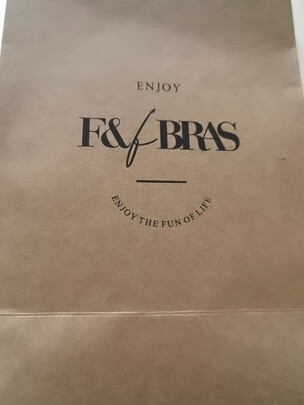 ENJOY
F&f BRAS
ENJOY THE FUN OF LIFE